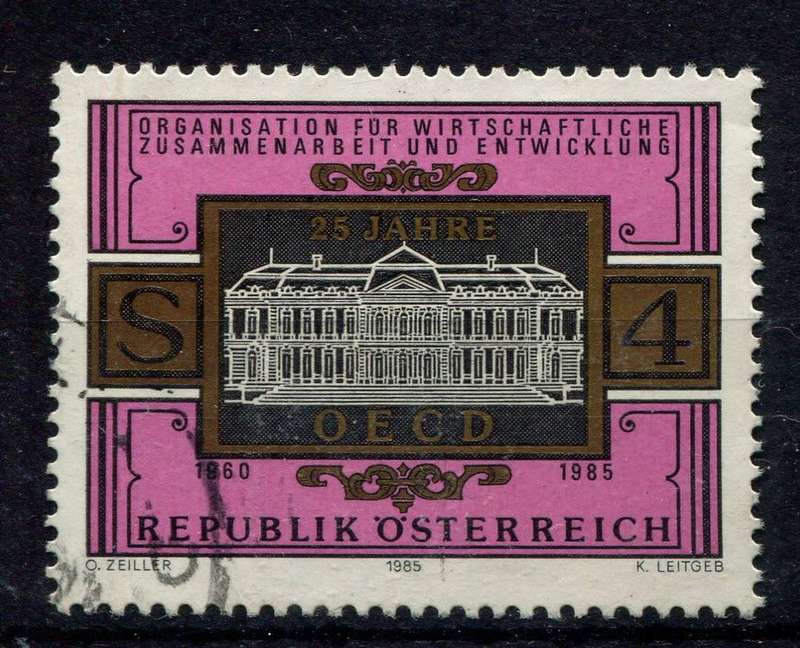 ORGANISATION FÜR WIRTSCHAFTLICHE
ZUSAMMENARBEIT UND ENTWICKLUNG
25 JAHRE
S 4
OECD
1960 1985
REPUBLIK ÖSTERREICH
O. ZEILLER 1985 K. LEITGEB